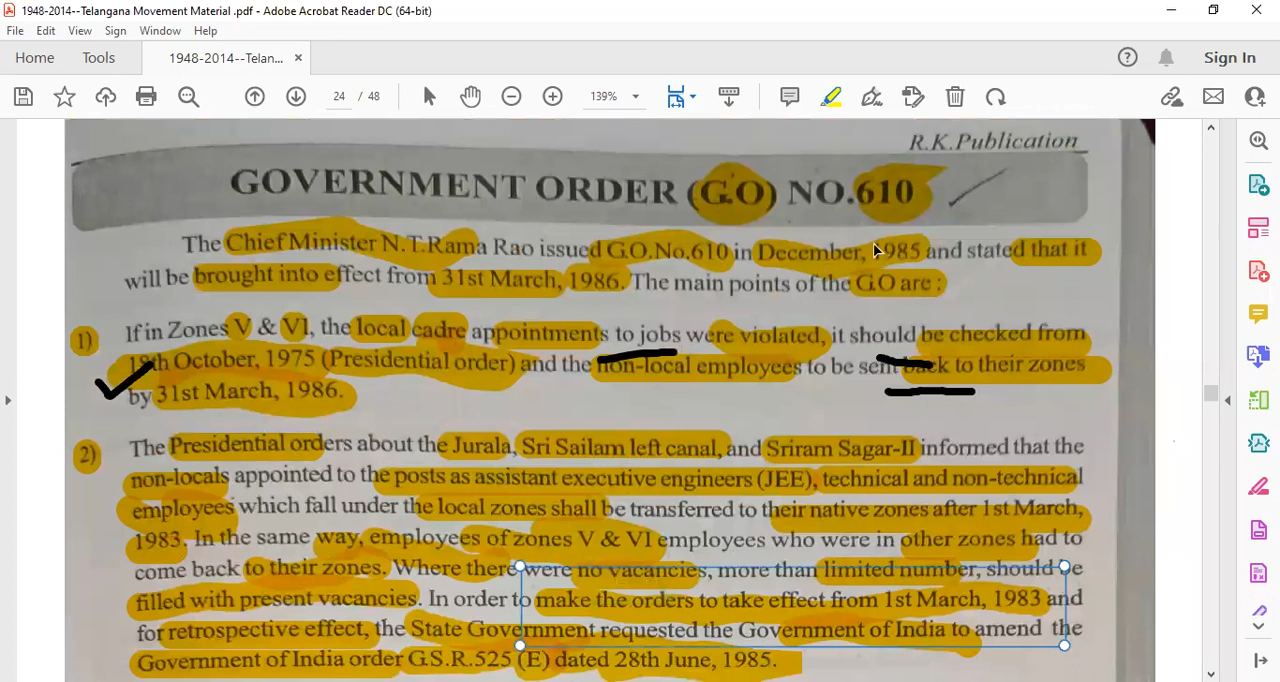 1948-2014--Telangana Movement Material .pdf - Adobe Acrobat Reader DC (64-bit)
File Edit View Sign Window Help
Home Tools 1948-2014--Telan... × Sign In
24 / 48 139%
R.K.Publication
GOVERNMENT ORDER (G.O) NO.610
The Chief Minister N.T.Rama Rao issued G.O.No.610 in December, 1985 and stated that it
will be brought into effect from 31st March, 1986. The main points of the G.O are :
1) If in Zones V & VI, the local cadre appointments to jobs were violated, it should be checked from
18th October, 1975 (Presidential order) and the non-local employees to be sent back to their zones
by 31st March, 1986.
2) The Presidential orders about the Jurala, Sri Sailam left canal, and Sriram Sagar-II informed that the
non-locals appointed to the posts as assistant executive engineers (JEE), technical and non-technical
employees which fall under the local zones shall be transferred to their native zones after 1st March,
1983. In the same way, employees of zones V & VI employees who were in other zones had to
come back to their zones. Where there were no vacancies, more than limited number, should be
filled with present vacancies. In order to make the orders to take effect from 1st March, 1983 and
for retrospective effect, the State Government requested the Government of India to amend the
Government of India order G.S.R.525 (E) dated 28th June, 1985.